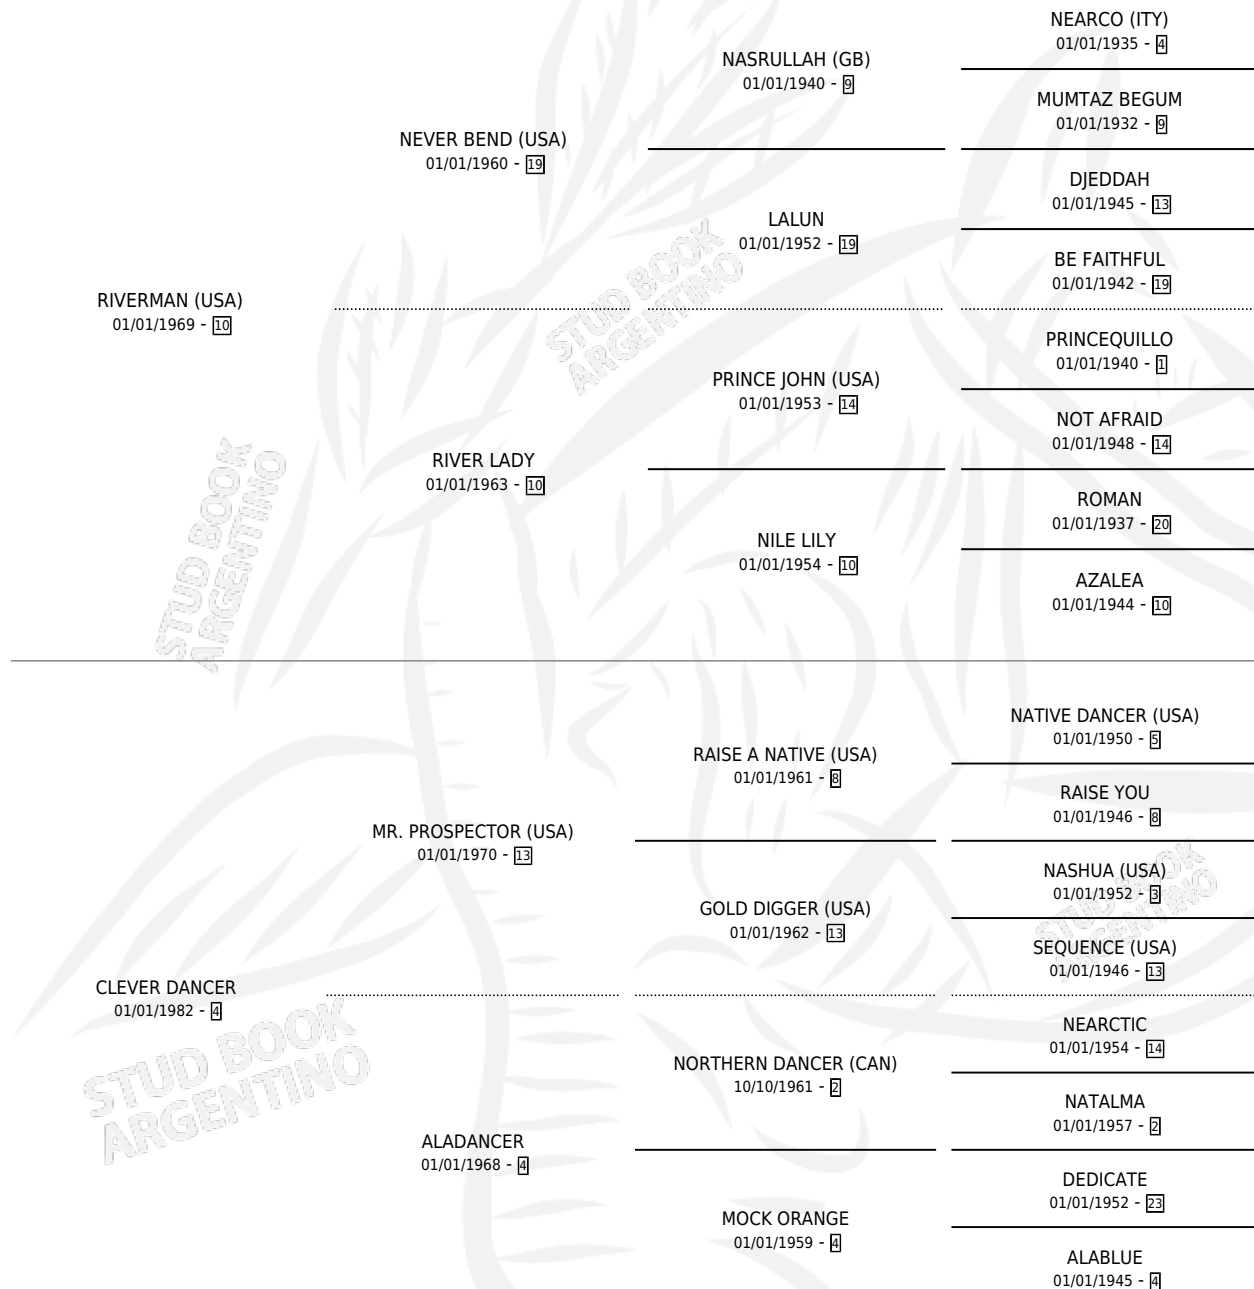 NEARCO (ITY)
01/01/1935 - 4
NASRULLAH (GB)
01/01/1940 - 9
MUMTAZ BEGUM
01/01/1932 - 9
NEVER BEND (USA)
01/01/1960 - 19
DJEDDAH
01/01/1945 - 13
LALUN
01/01/1952 - 19
BE FAITHFUL
01/01/1942 - 19
RIVERMAN (USA)
01/01/1969 - 10
STUD BOOK
ARGENTINO
PRINCEQUILLO
01/01/1940 - 1
PRINCE JOHN (USA)
01/01/1953 - 14
NOT AFRAID
01/01/1948 - 14
RIVER LADY
01/01/1963 - 10
ROMAN
01/01/1937 - 20
NILE LILY
01/01/1954 - 10
AZALEA
01/01/1944 - 10
STUD BOOK
ARGENTINO
NATIVE DANCER (USA)
01/01/1950 - 5
RAISE A NATIVE (USA)
01/01/1961 - 8
RAISE YOU
01/01/1946 - 8
MR. PROSPECTOR (USA)
01/01/1970 - 13
NASHUA (USA)
01/01/1952 - 3
GOLD DIGGER (USA)
01/01/1962 - 13
SEQUENCE (USA)
01/01/1946 - 13
STUD BOOK
ARGENTINO
CLEVER DANCER
01/01/1982 - 4
NEARCTIC
01/01/1954 - 14
NORTHERN DANCER (CAN)
10/10/1961 - 2
NATALMA
01/01/1957 - 2
STUD BOOK
ARGENTINO
ALADANCER
01/01/1968 - 4
DEDICATE
01/01/1952 - 23
MOCK ORANGE
01/01/1959 - 4
ALABLUE
01/01/1945 - 4